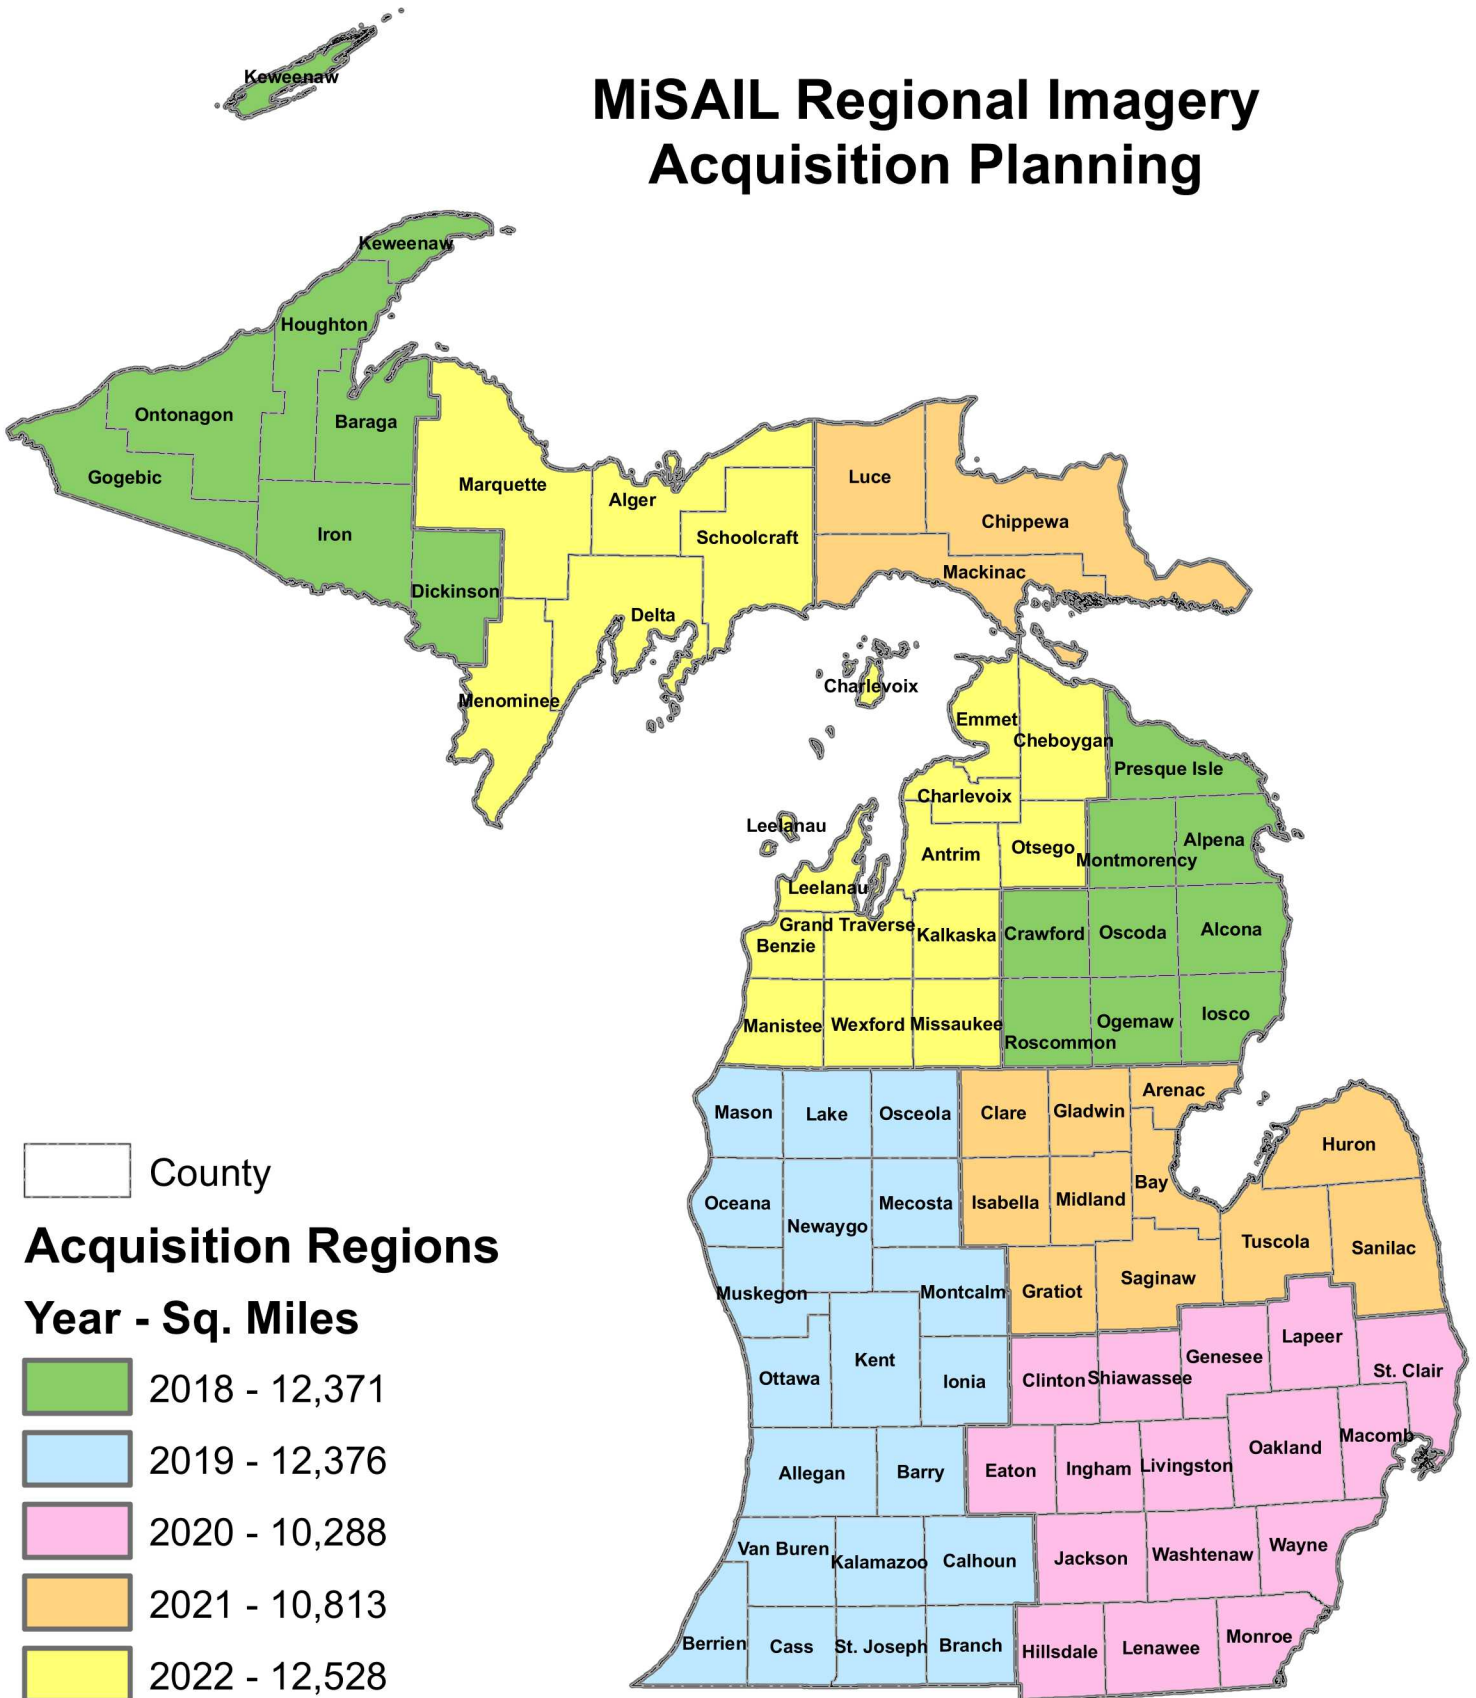 MiSAIL Regional Imagery
Acquisition Planning
Keweenaw
Keweenaw
Houghton
Ontonagon
Baraga
Gogebic
Iron
Dickinson
Marquette
Alger
Schoolcraft
Delta
Menominee
Luce
Chippewa
Mackinac
Charlevoix
Emmet
Cheboygan
Presque Isle
Charlevoix
Leelanau
Antrim
Otsego
Montmorency
Alpena
Leelanau
Grand Traverse
Benzie
Kalkaska
Crawford
Oscoda
Alcona
Manistee
Wexford
Missaukee
Roscommon
Ogemaw
Iosco
Mason
Lake
Osceola
Clare
Gladwin
Arenac
Huron
Oceana
Newaygo
Mecosta
Isabella
Midland
Bay
Tuscola
Sanilac
Muskegon
Montcalm
Gratiot
Saginaw
Ottawa
Kent
Ionia
Clinton
Shiawassee
Genesee
Lapeer
St. Clair
Allegan
Barry
Eaton
Ingham
Livingston
Oakland
Macomb
Van Buren
Kalamazoo
Calhoun
Jackson
Washtenaw
Wayne
Berrien
Cass
St. Joseph
Branch
Hillsdale
Lenawee
Monroe
County
Acquisition Regions
Year - Sq. Miles
2018 - 12,371
2019 - 12,376
2020 - 10,288
2021 - 10,813
2022 - 12,528